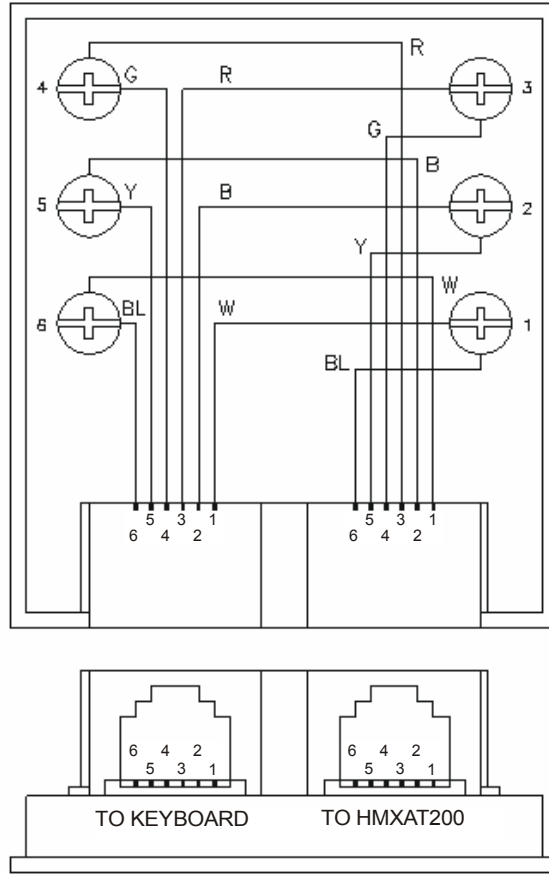 R
4 G R 3
G
B
5 Y B 2
Y
W
6 BL W 1
BL
5 3 1 5 3 1
6 4 2 6 4 2
6 4 2 6 4 2
5 3 1 5 3 1
TO KEYBOARD TO HMXAT200